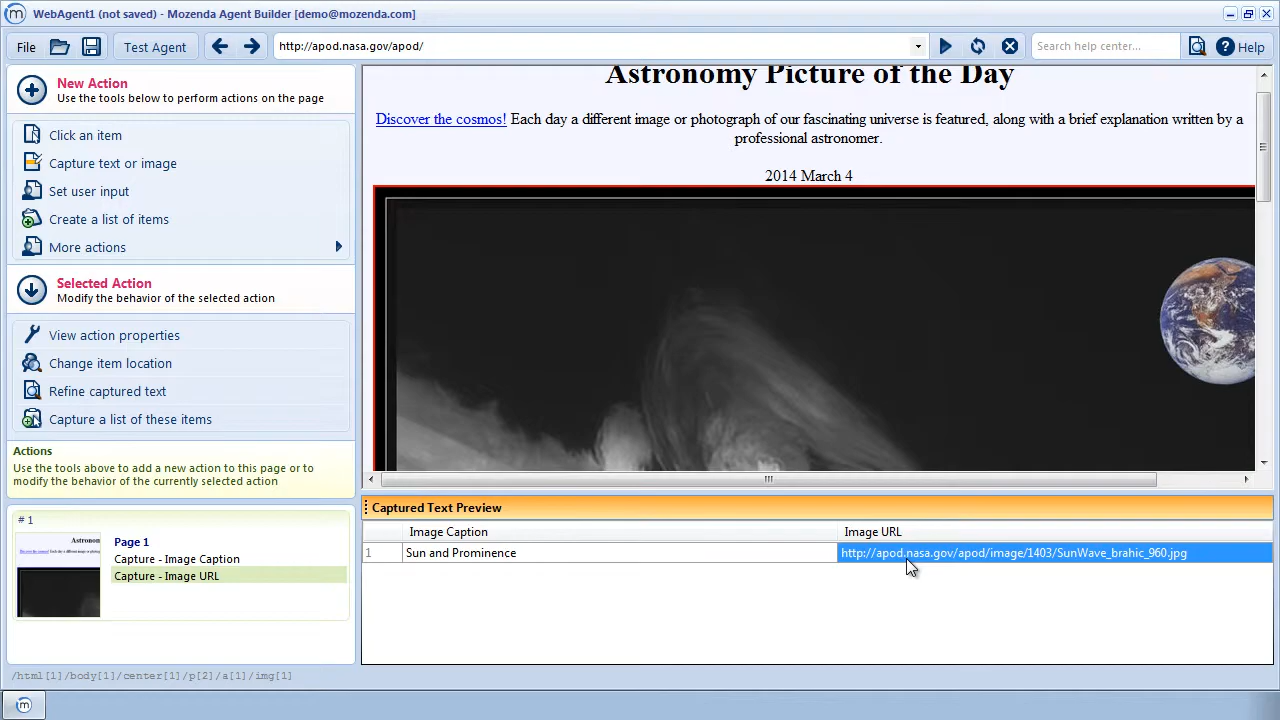 WebAgent1 (not saved) - Mozenda Agent Builder [demo@mozenda.com]
File
Test Agent
http://apod.nasa.gov/apod/
Search help center...
Help
New Action
Use the tools below to perform actions on the page
Click an item
Capture text or image
Set user input
Create a list of items
More actions
Selected Action
Modify the behavior of the selected action
View action properties
Change item location
Refine captured text
Capture a list of these items
Actions
Use the tools above to add a new action to this page or to
modify the behavior of the currently selected action
# 1
Page 1
Capture - Image Caption
Capture - Image URL
Astronomy Picture of the Day
Discover the cosmos! Each day a different image or photograph of our fascinating universe is featured, along with a brief explanation written by a
professional astronomer.
2014 March 4
Captured Text Preview
Image Caption Image URL
1 Sun and Prominence http://apod.nasa.gov/apod/image/1403/SunWave_brahic_960.jpg
/html[1]/body[1]/center[1]/p[2]/a[1]/img[1]